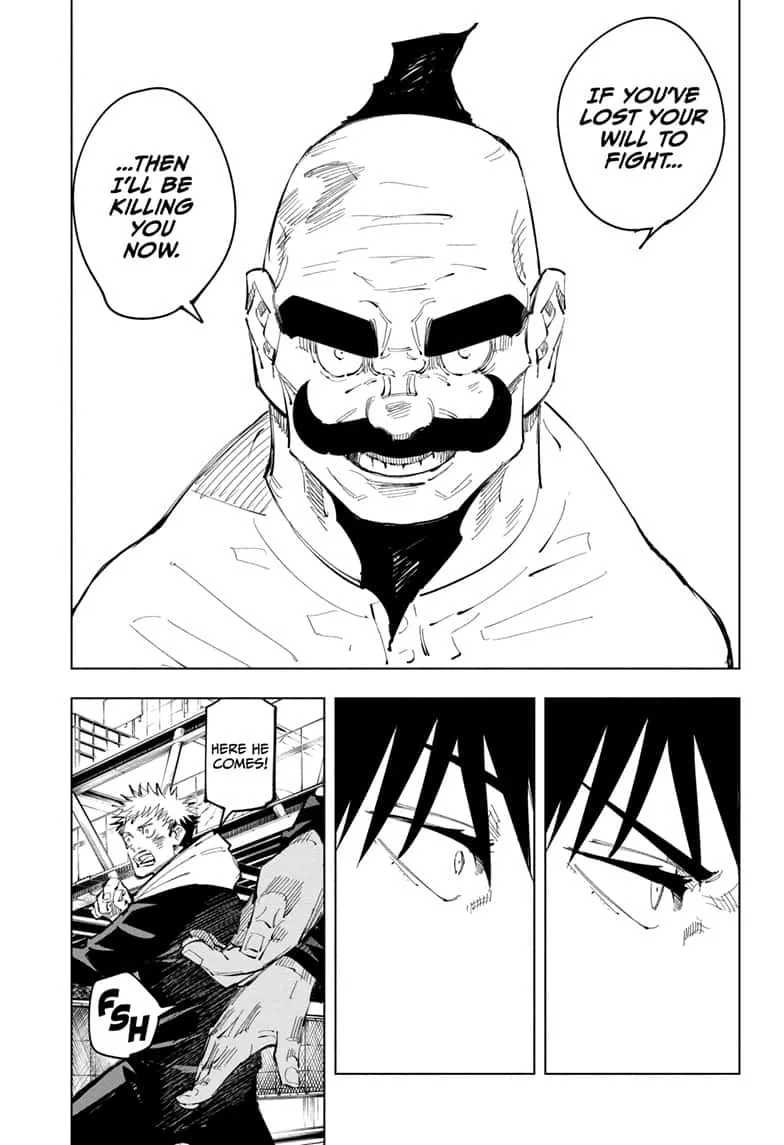 IF YOU'VE
LOST YOUR
WILL TO
FIGHT...
...THEN
I'LL BE
KILLING
YOU
NOW.
HERE HE
COMES!
FSH